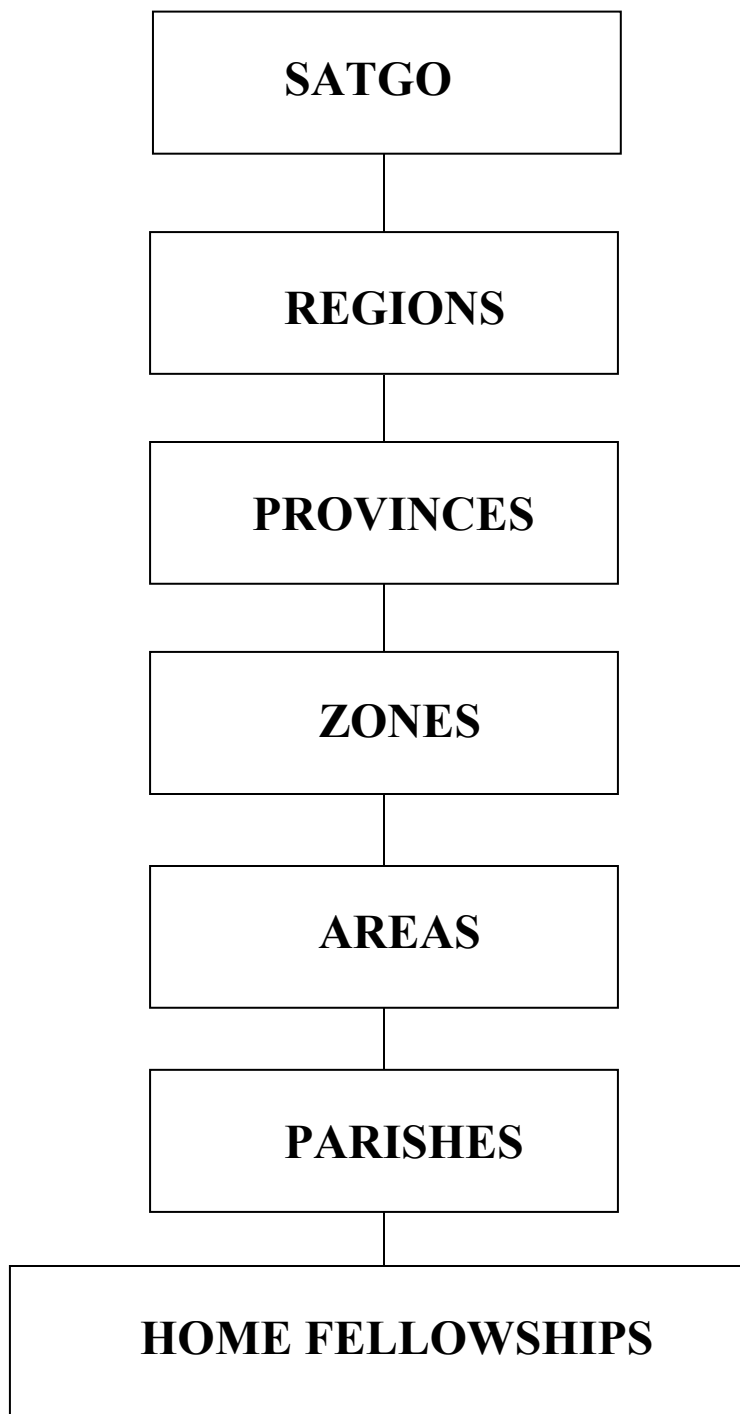 SATGO
REGIONS
PROVINCES
ZONES
AREAS
PARISHES
HOME FELLOWSHIPS